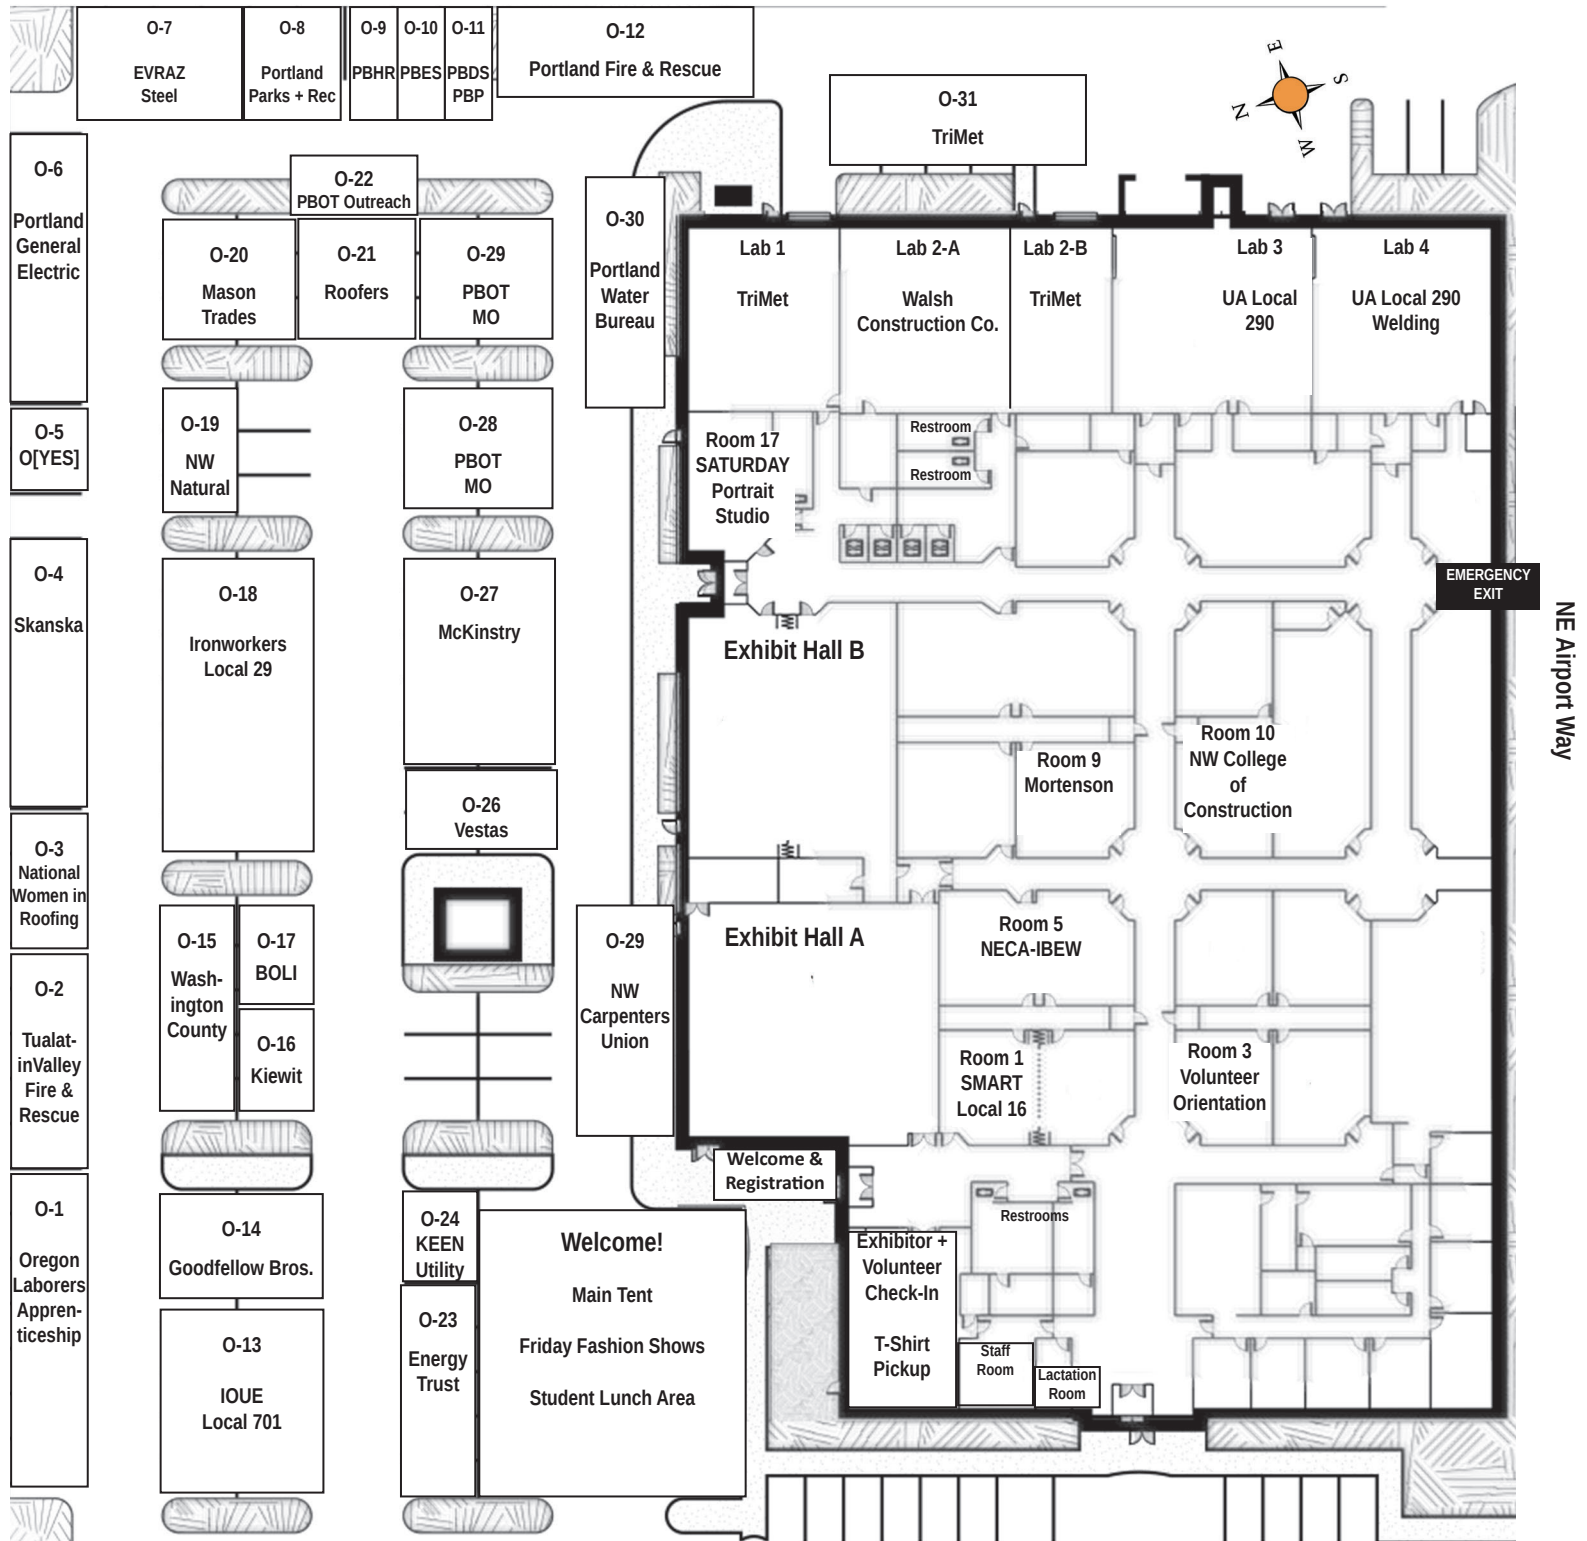 O-7
EVRAZ
Steel
O-8
Portland
Parks + Rec
O-9
PBHR
O-10
PBES
O-11
PBDS
PBP
O-12
Portland Fire & Rescue
O-31
TriMet
E
S
N
W
O-6
Portland
General
Electric
O-22
PBOT Outreach
O-20
Mason
Trades
O-21
Roofers
O-29
PBOT
MO
O-30
Portland
Water
Bureau
Lab 1
TriMet
Lab 2-A
Walsh
Construction Co.
Lab 2-B
TriMet
Lab 3
UA Local
290
Lab 4
UA Local 290
Welding
O-5
O[YES]
O-19
NW
Natural
O-28
PBOT
MO
Room 17
SATURDAY
Portrait
Studio
Restroom
Restroom
O-4
Skanska
O-18
Ironworkers
Local 29
O-27
McKinstry
EMERGENCY
EXIT
NE Airport Way
Exhibit Hall B
Room 9
Mortenson
Room 10
NW College
of
Construction
O-26
Vestas
O-3
National
Women in
Roofing
O-15
Wash-
ington
County
O-17
BOLI
O-16
Kiewit
O-29
NW
Carpenters
Union
Exhibit Hall A
Room 5
NECA-IBEW
O-2
Tualat-
inValley
Fire &
Rescue
Room 1
SMART
Local 16
Room 3
Volunteer
Orientation
Welcome &
Registration
O-1
Oregon
Laborers
Appren-
ticeship
O-14
Goodfellow Bros.
O-13
IOUE
Local 701
O-24
KEEN
Utility
O-23
Energy
Trust
Welcome!
Main Tent
Friday Fashion Shows
Student Lunch Area
Restrooms
Exhibitor +
Volunteer
Check-In
T-Shirt
Pickup
Staff
Room
Lactation
Room